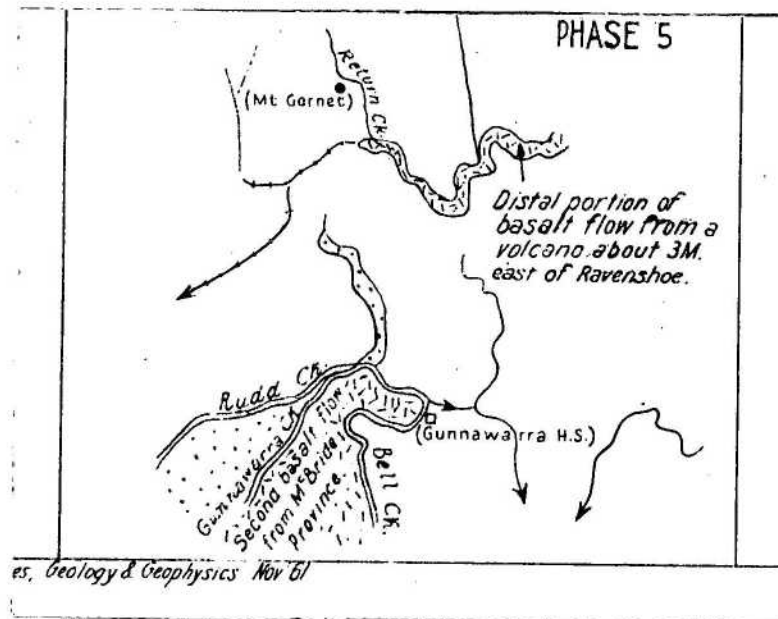 PHASE 5
Return Ck.
(Mt Garnet)
Distal portion of
basalt flow from a
volcano about 3M.
east of Ravenshoe.
Rudd Ck.
Gunnawarra Ck
Second basalt flow
from McBride
Province
Bell Ck.
(Gunnawarra H.S.)
es, Geology & Geophysics Nov 61